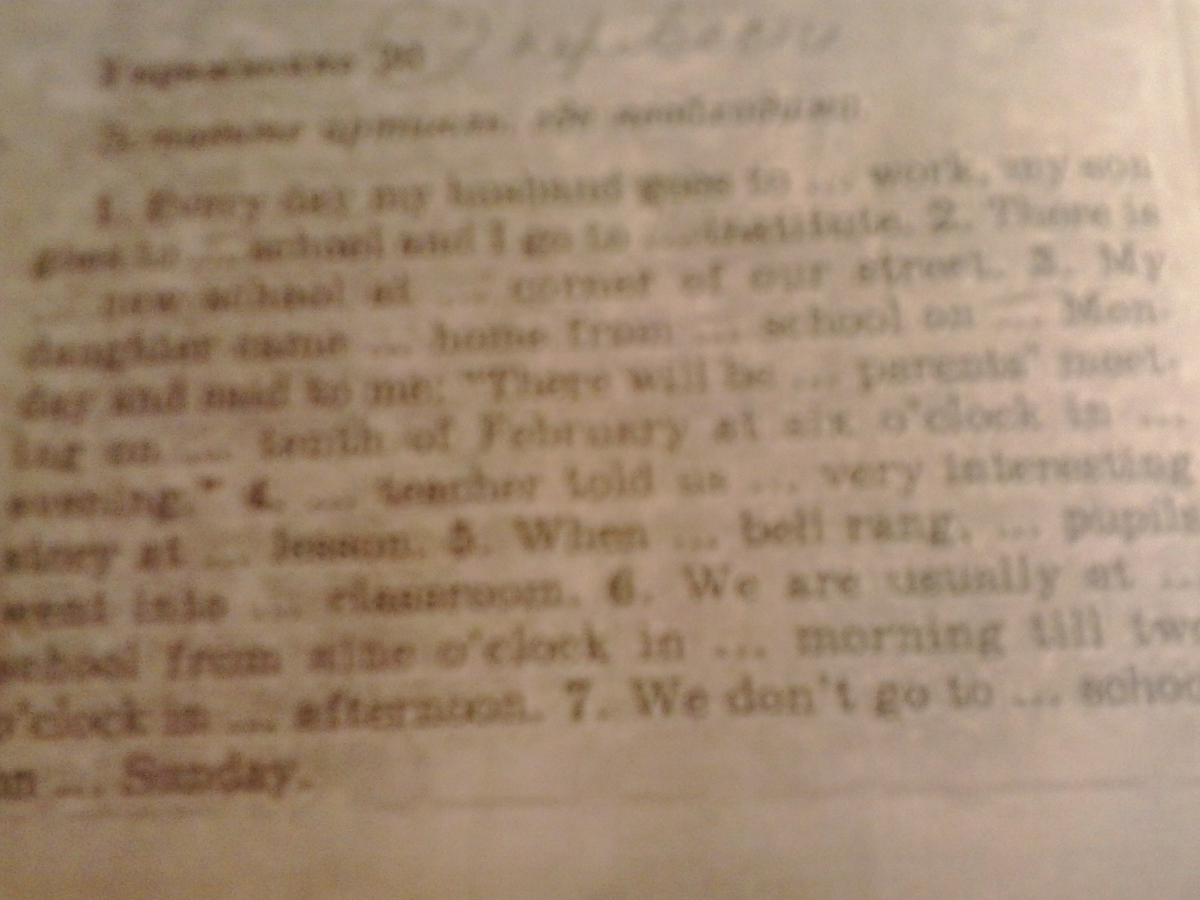 Упражнение 26
Вставьте артикль, где необходимо.
1. Every day my husband goes to ... work, my son
goes to ... school and I go to ... institute. 2. There is
... new school at ... corner of our street. 3. My
daughter came ... home from ... school on ... Mon-
day and said to me: "There will be ... parents' meet-
ing on ... tenth of February at six o'clock in ...
evening." 4. ... teacher told us ... very interesting
story at ... lesson. 5. When ... bell rang, ... pupils
went into ... classroom. 6. We are usually at ...
school from nine o'clock in ... morning till two
o'clock in ... afternoon. 7. We don't go to ... school
on ... Sunday.